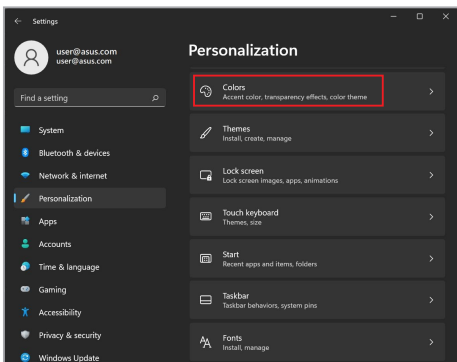 Settings
user@asus.com
user@asus.com
Find a setting
System
Bluetooth & devices
Network & internet
Personalization
Apps
Accounts
Time & language
Gaming
Accessibility
Privacy & security
Windows Update
Personalization
Colors
Accent color, transparency effects, color theme
Themes
Install, create, manage
Lock screen
Lock screen images, apps, animations
Touch keyboard
Themes, size
Start
Recent apps and items, folders
Taskbar
Taskbar behaviors, system pins
Fonts
Install, manage